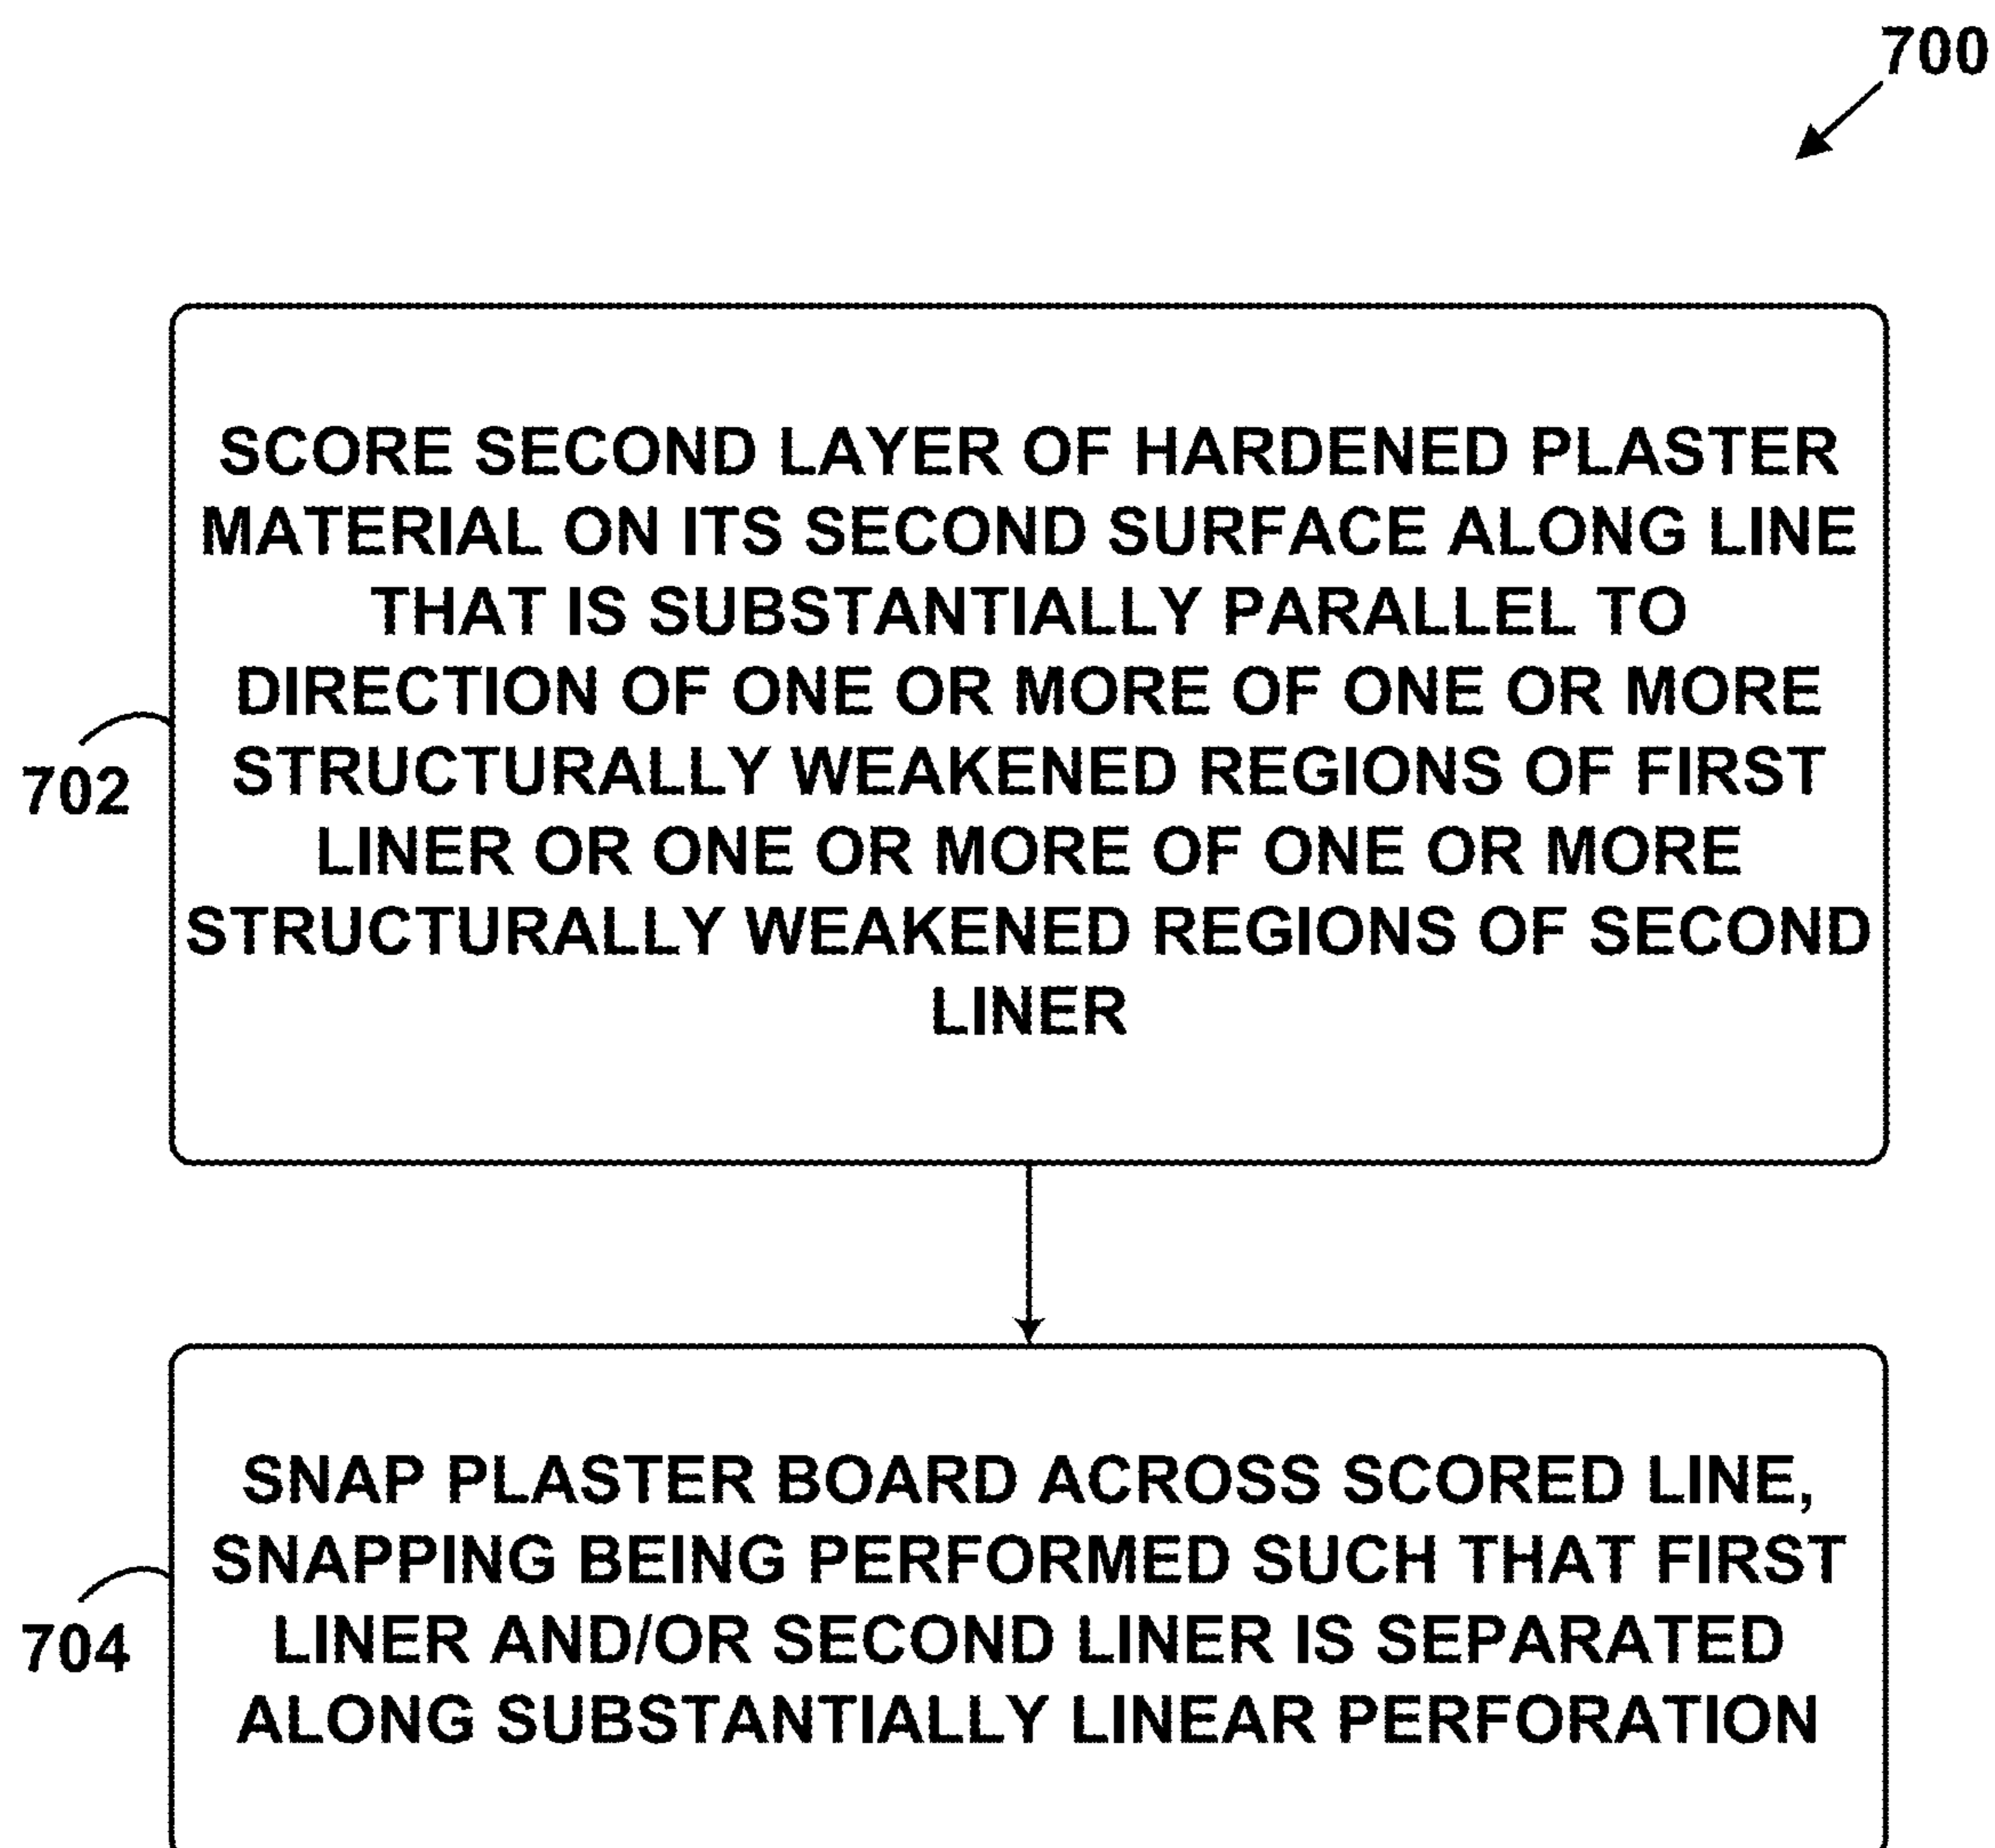 700
SCORE SECOND LAYER OF HARDENED PLASTER
MATERIAL ON ITS SECOND SURFACE ALONG LINE
THAT IS SUBSTANTIALLY PARALLEL TO
DIRECTION OF ONE OR MORE OF ONE OR MORE
STRUCTURALLY WEAKENED REGIONS OF FIRST
LINER OR ONE OR MORE OF ONE OR MORE
STRUCTURALLY WEAKENED REGIONS OF SECOND
LINER
702
SNAP PLASTER BOARD ACROSS SCORED LINE,
SNAPPING BEING PERFORMED SUCH THAT FIRST
LINER AND/OR SECOND LINER IS SEPARATED
ALONG SUBSTANTIALLY LINEAR PERFORATION
704